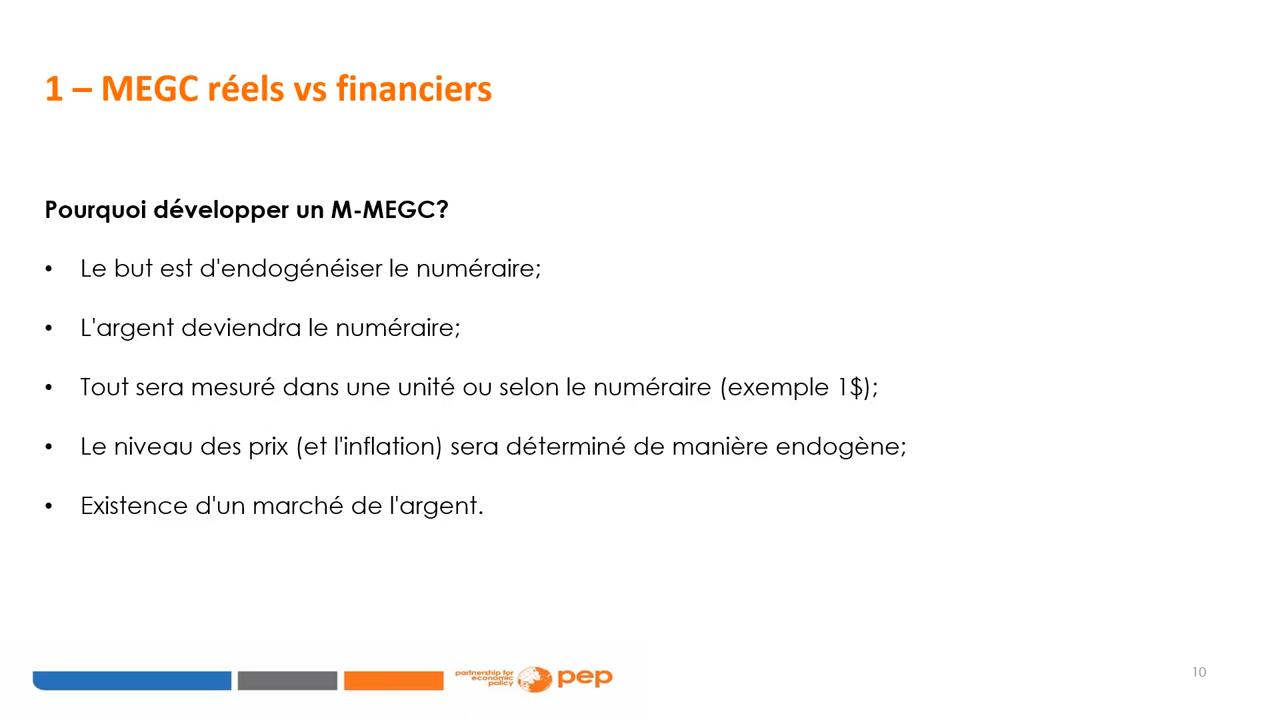 1 – MEGC réels vs financiers
Pourquoi développer un M-MEGC?
• Le but est d'endogénéiser le numéraire;
• L'argent deviendra le numéraire;
• Tout sera mesuré dans une unité ou selon le numéraire (exemple 1$);
• Le niveau des prix (et l'inflation) sera déterminé de manière endogène;
• Existence d'un marché de l'argent.
partnership for
economic
policy
pep
10